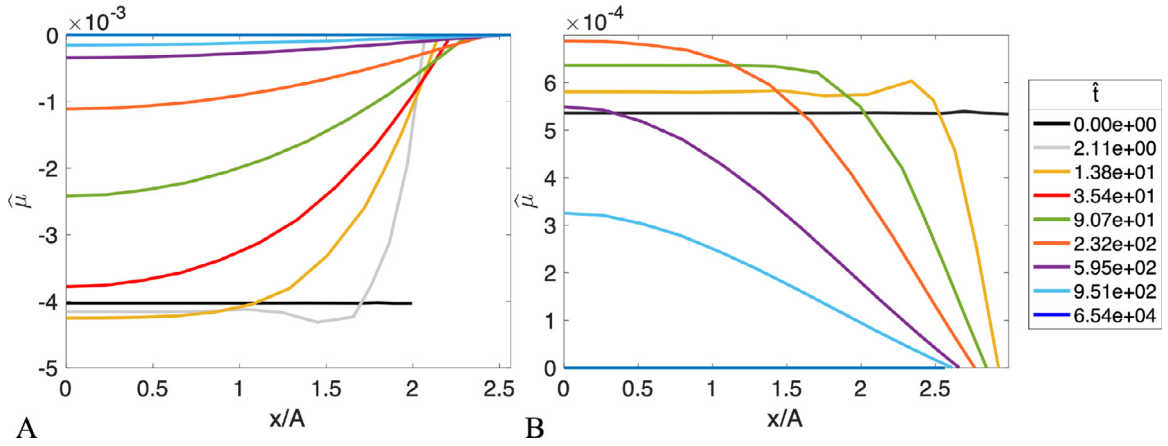 ×10⁻³
0
-1
-2
-3
-4
-5
μ̂
0
0.5
1
1.5
2
2.5
x/A
A
×10⁻⁴
6
5
4
3
2
1
0
μ̂
0
0.5
1
1.5
2
2.5
x/A
B
t̂
0.00e+00
2.11e+00
1.38e+01
3.54e+01
9.07e+01
2.32e+02
5.95e+02
9.51e+02
6.54e+04